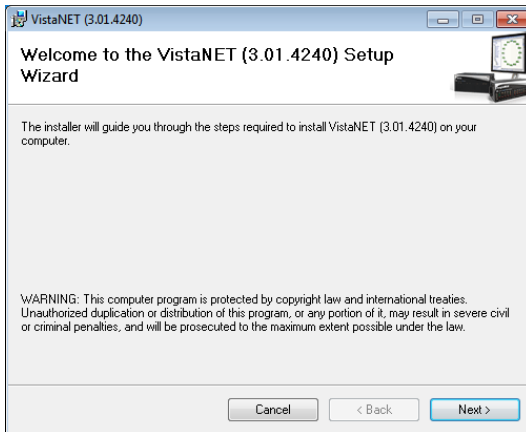 VistaNET (3.01.4240)
Welcome to the VistaNET (3.01.4240) Setup
Wizard
The installer will guide you through the steps required to install VistaNET (3.01.4240) on your
computer.
WARNING: This computer program is protected by copyright law and international treaties.
Unauthorized duplication or distribution of this program, or any portion of it, may result in severe civil
or criminal penalties, and will be prosecuted to the maximum extent possible under the law.
Cancel < Back Next >